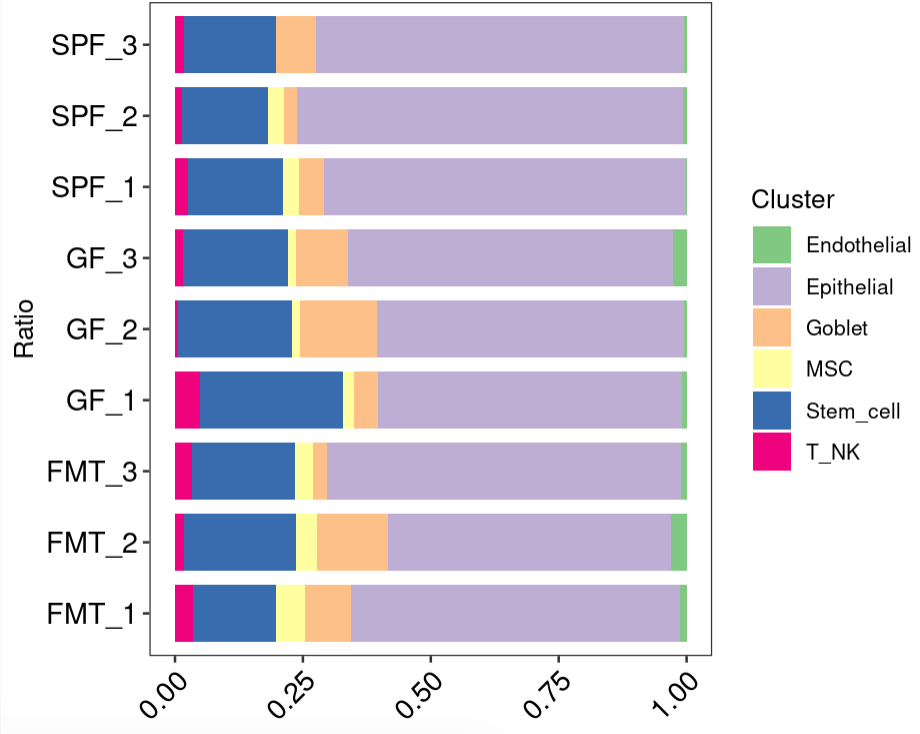 SPF_3
SPF_2
SPF_1
GF_3
GF_2
GF_1
FMT_3
FMT_2
FMT_1
Ratio
0.00 0.25 0.50 0.75 1.00
Cluster
Endothelial
Epithelial
Goblet
MSC
Stem_cell
T_NK